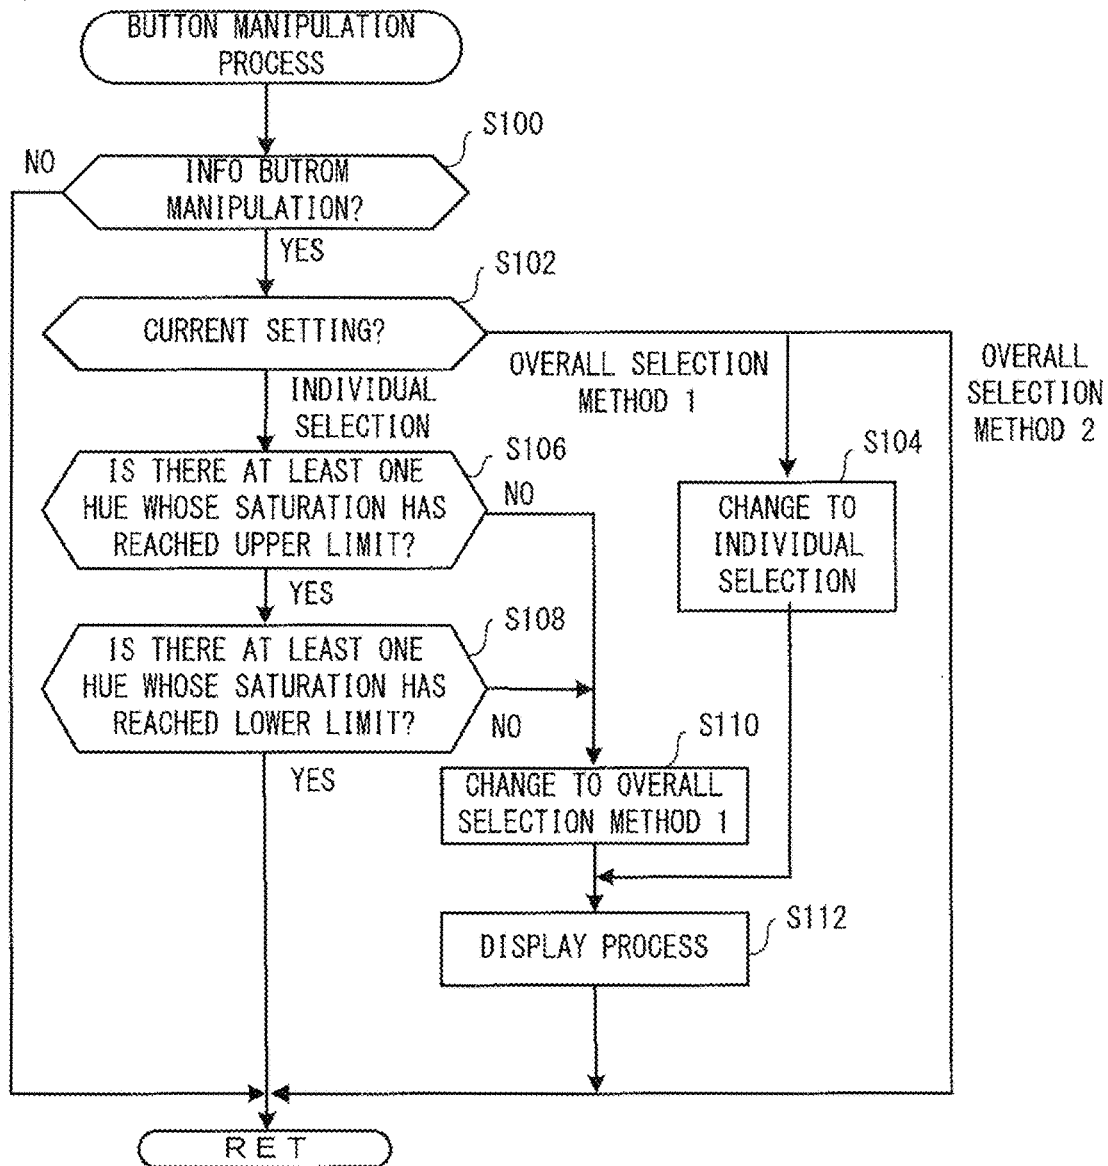 BUTTON MANIPULATION
PROCESS
S100
NO
INFO BUTROM
MANIPULATION?
YES
S102
CURRENT SETTING?
OVERALL SELECTION
METHOD 1
OVERALL
SELECTION
METHOD 2
INDIVIDUAL
SELECTION
S106
IS THERE AT LEAST ONE
HUE WHOSE SATURATION HAS
REACHED UPPER LIMIT?
NO
S104
CHANGE TO
INDIVIDUAL
SELECTION
YES
S108
IS THERE AT LEAST ONE
HUE WHOSE SATURATION HAS
REACHED LOWER LIMIT?
NO
YES
S110
CHANGE TO OVERALL
SELECTION METHOD 1
S112
DISPLAY PROCESS
RET